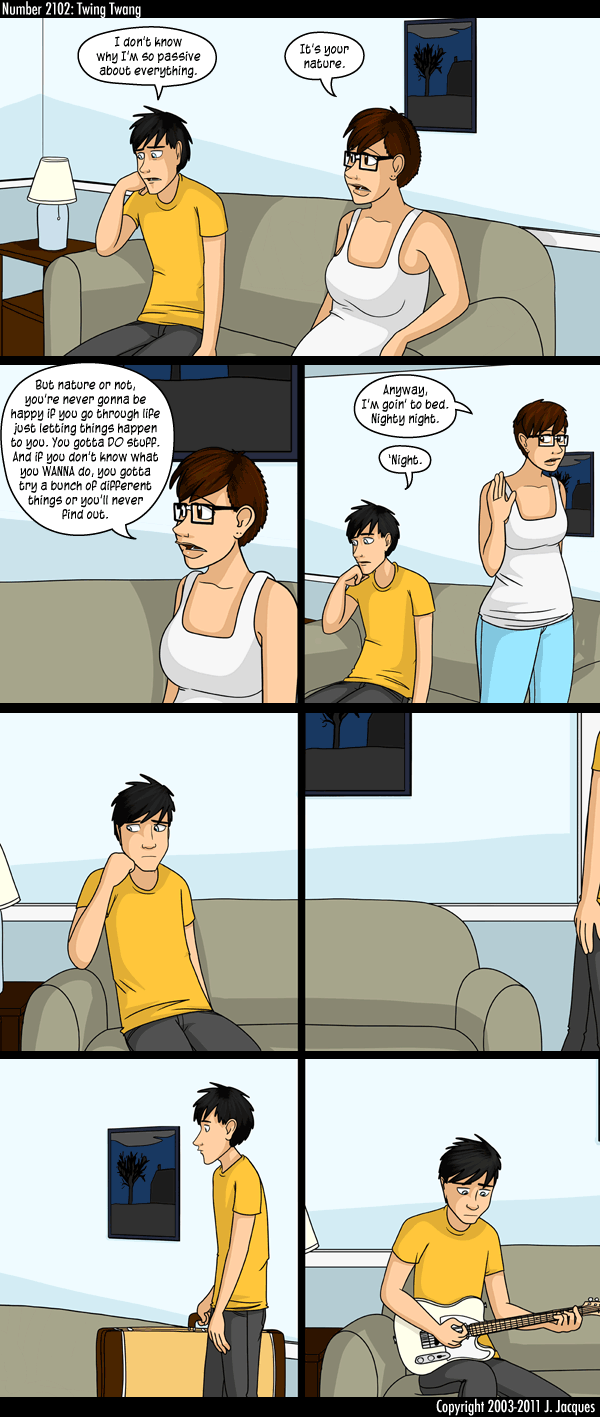 Number 2102: Twing Twang
I don't know
why I'm so passive
about everything.
It's your
nature.
But nature or not,
you're never gonna be
happy if you go through life
just letting things happen
to you. You gotta DO stuff.
And if you don't know what
you WANNA do, you gotta
try a bunch of different
things or you'll never
find out.
Anyway,
I'm goin' to bed.
Nighty night.
'Night.
Copyright 2003-2011 J. Jacques